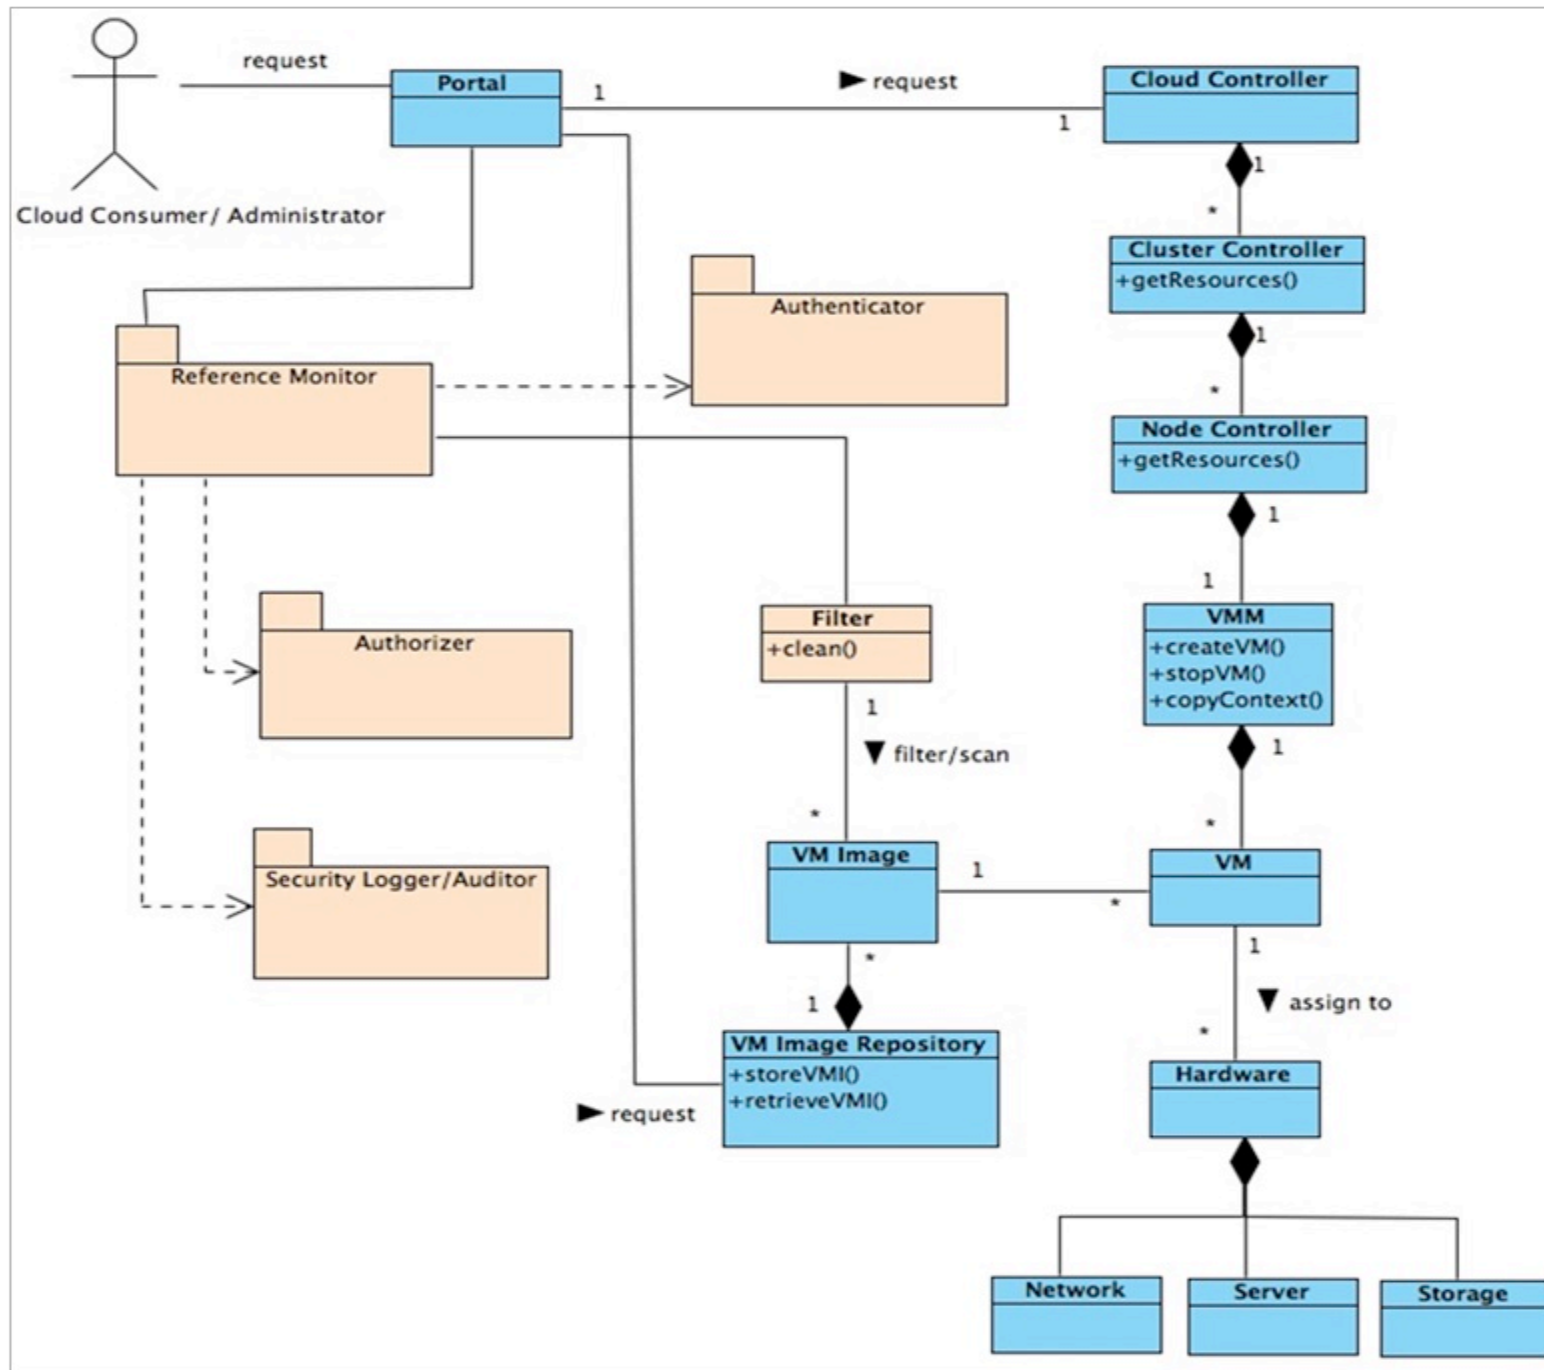 request
Portal
1
request
1
Cloud Controller
Cloud Consumer/ Administrator
1
*
Cluster Controller
+getResources()
1
*
Authenticator
Reference Monitor
Node Controller
+getResources()
1
1
Authorizer
Filter
+clean()
1
filter/scan
*
VMM
+createVM()
+stopVM()
+copyContext()
1
*
Security Logger/Auditor
VM Image
1
*
VM
*
1
1
assign to
*
VM Image Repository
+storeVMI()
+retrieveVMI()
request
Hardware
Network
Server
Storage